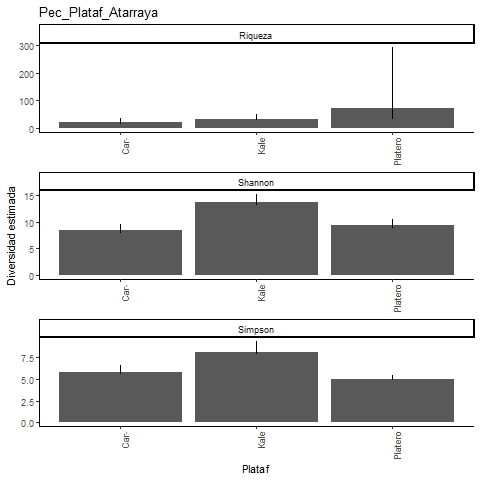 Pec_Plataf_Atarraya
Riqueza
300
200
100
0
Car-
Kale
Platero
Shannon
15
10
5
0
Car-
Kale
Platero
Simpson
7.5
5.0
2.5
0.0
Car-
Kale
Platero
Diversidad estimada
Plataf